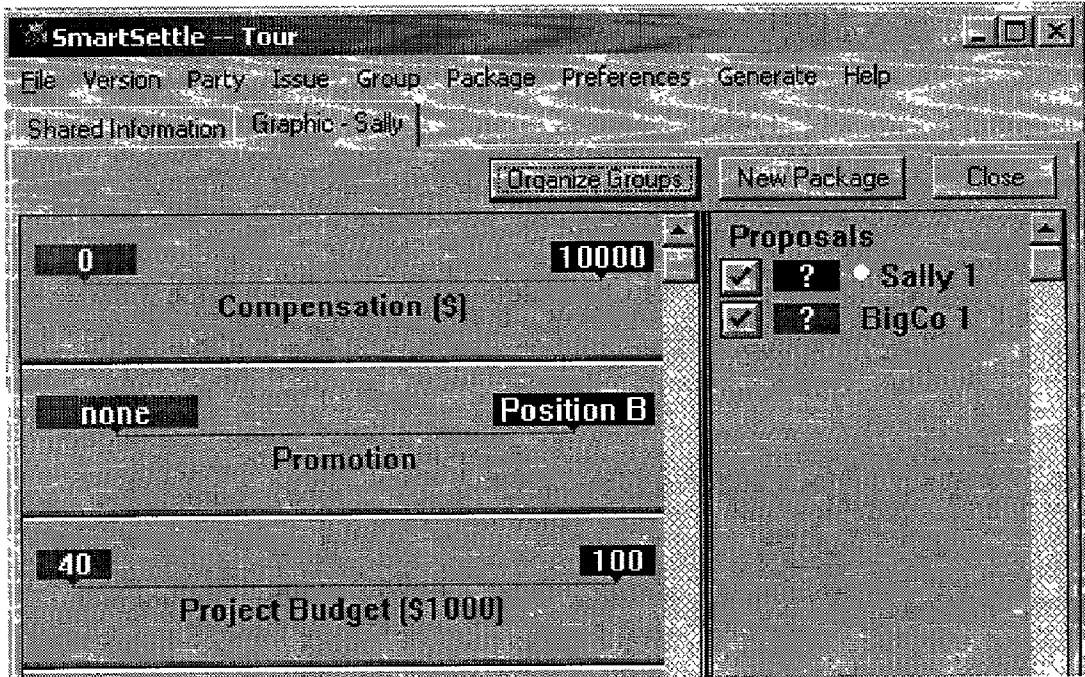 SmartSettle -- Tour
File Version Party Issue Group Package Preferences Generate Help
Shared Information Graphic - Sally
Organize Groups New Package Close
0 10000
Compensation ($)
none Position B
Promotion
40 100
Project Budget ($1000)
Proposals
? Sally 1
? BigCo 1